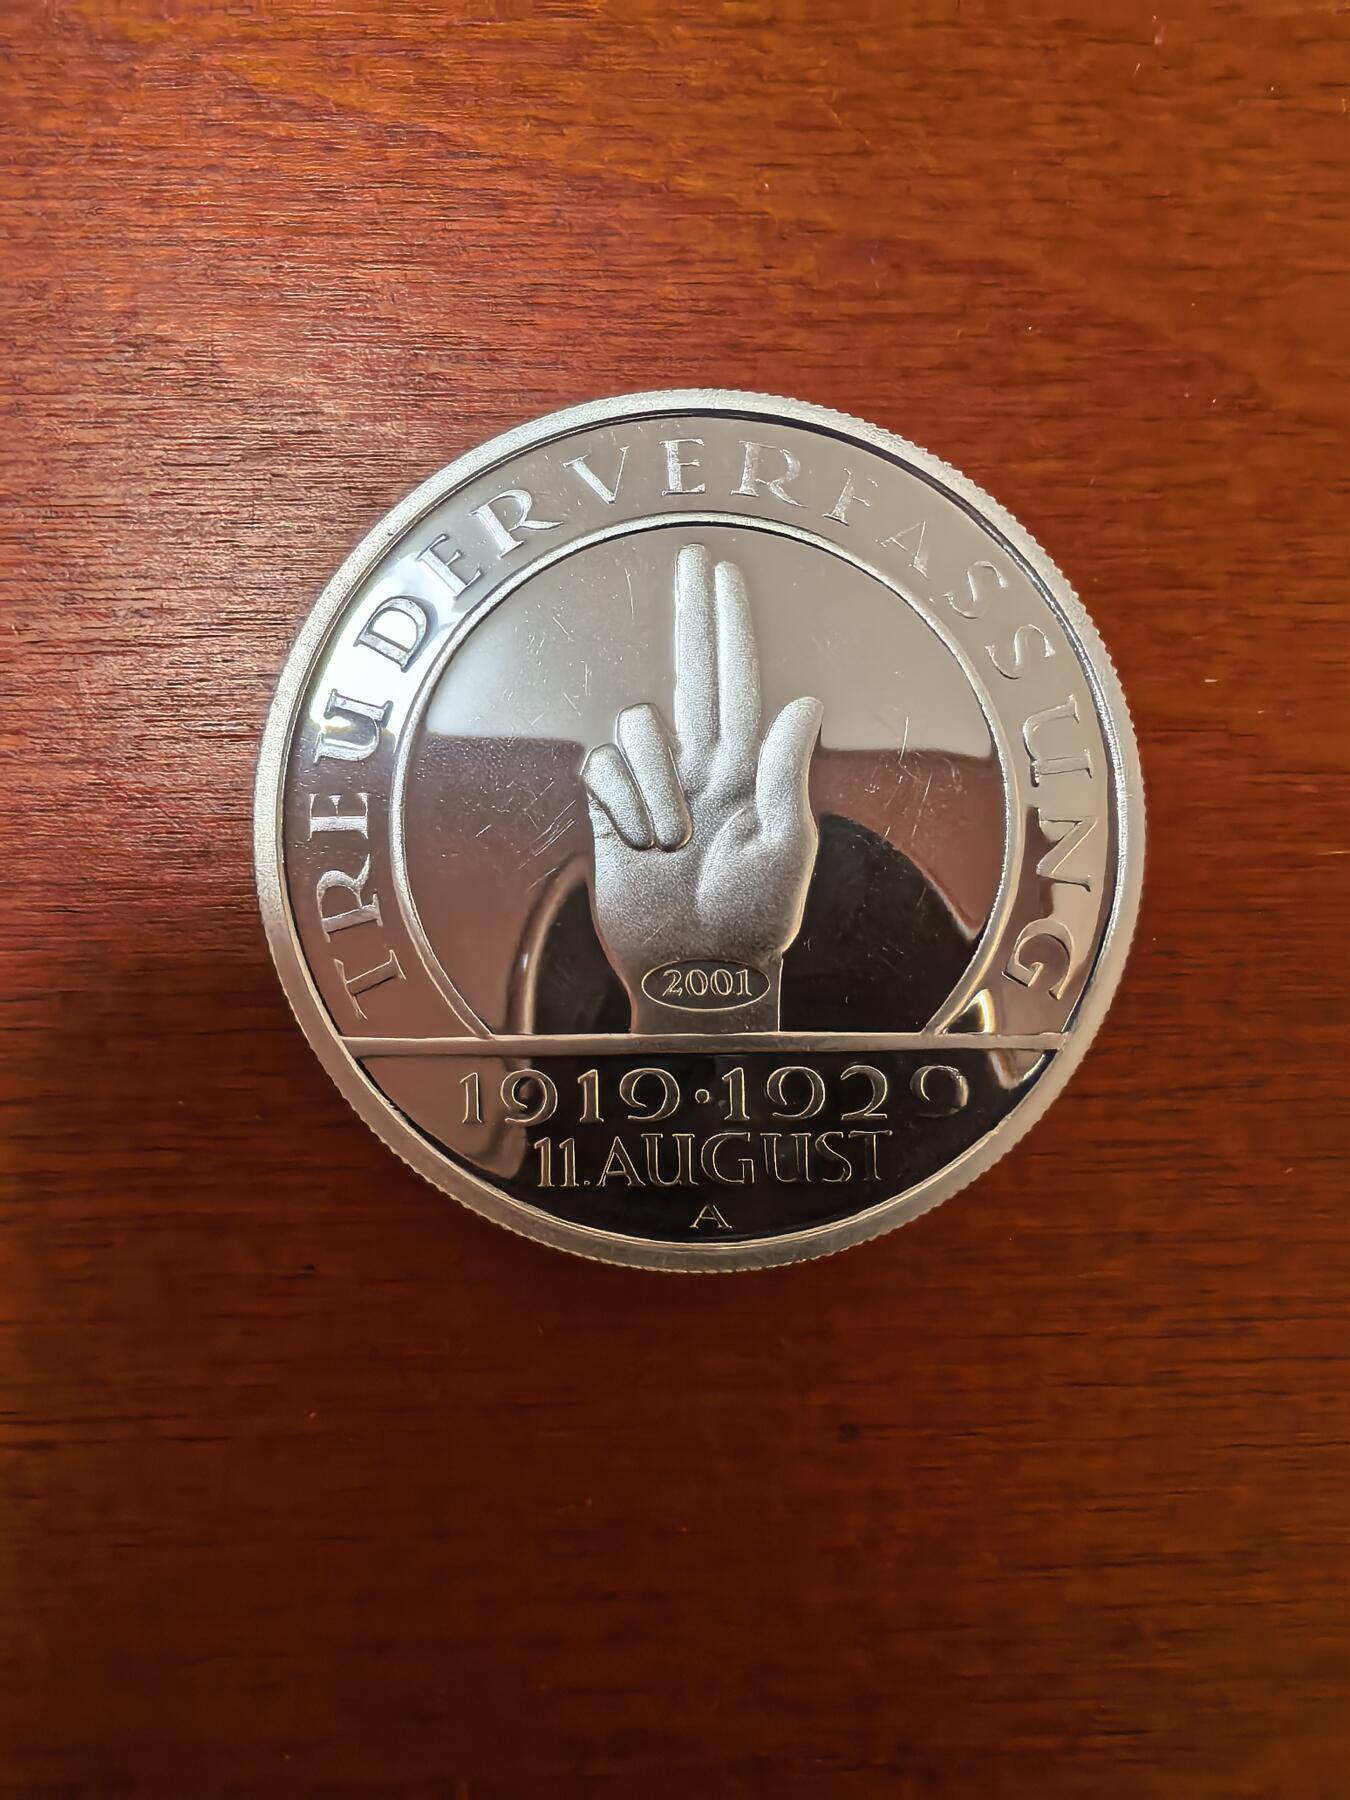 TREU DER VERFASSUNG
2001
1919·1929
11.AUGUST
A